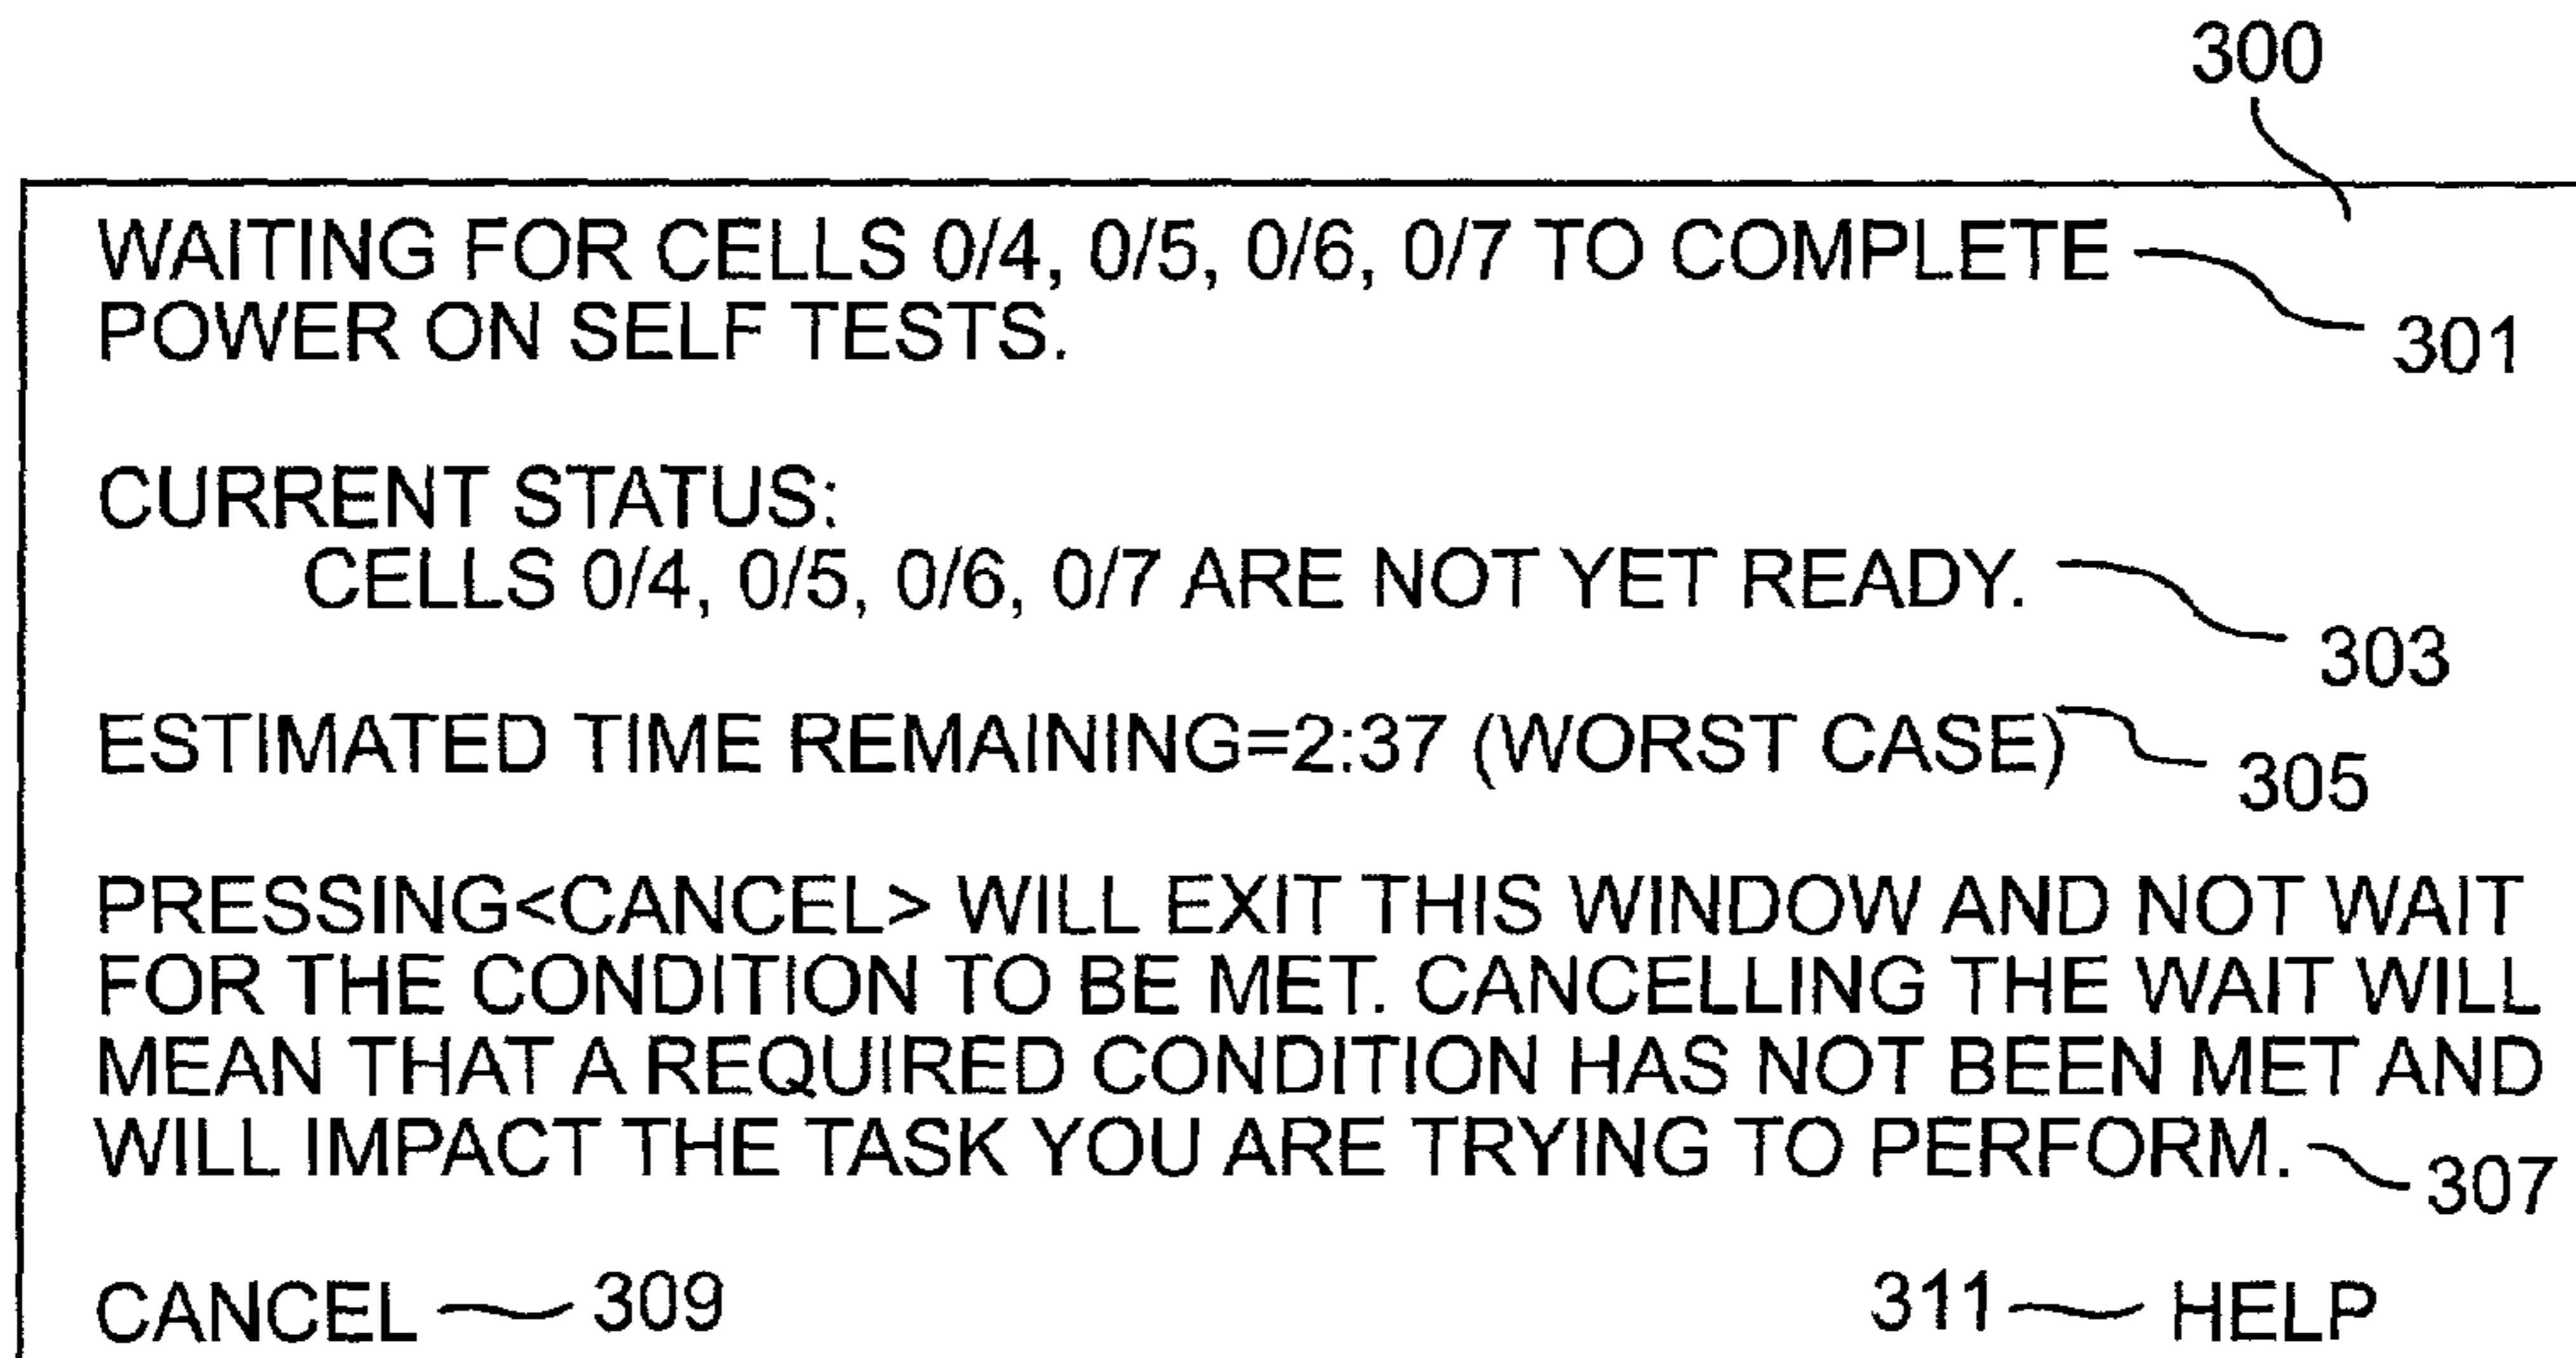 300
WAITING FOR CELLS 0/4, 0/5, 0/6, 0/7 TO COMPLETE
POWER ON SELF TESTS.
301
CURRENT STATUS:
CELLS 0/4, 0/5, 0/6, 0/7 ARE NOT YET READY.
303
ESTIMATED TIME REMAINING=2:37 (WORST CASE)
305
PRESSING<CANCEL> WILL EXIT THIS WINDOW AND NOT WAIT
FOR THE CONDITION TO BE MET. CANCELLING THE WAIT WILL
MEAN THAT A REQUIRED CONDITION HAS NOT BEEN MET AND
WILL IMPACT THE TASK YOU ARE TRYING TO PERFORM.
307
CANCEL 309 311 HELP